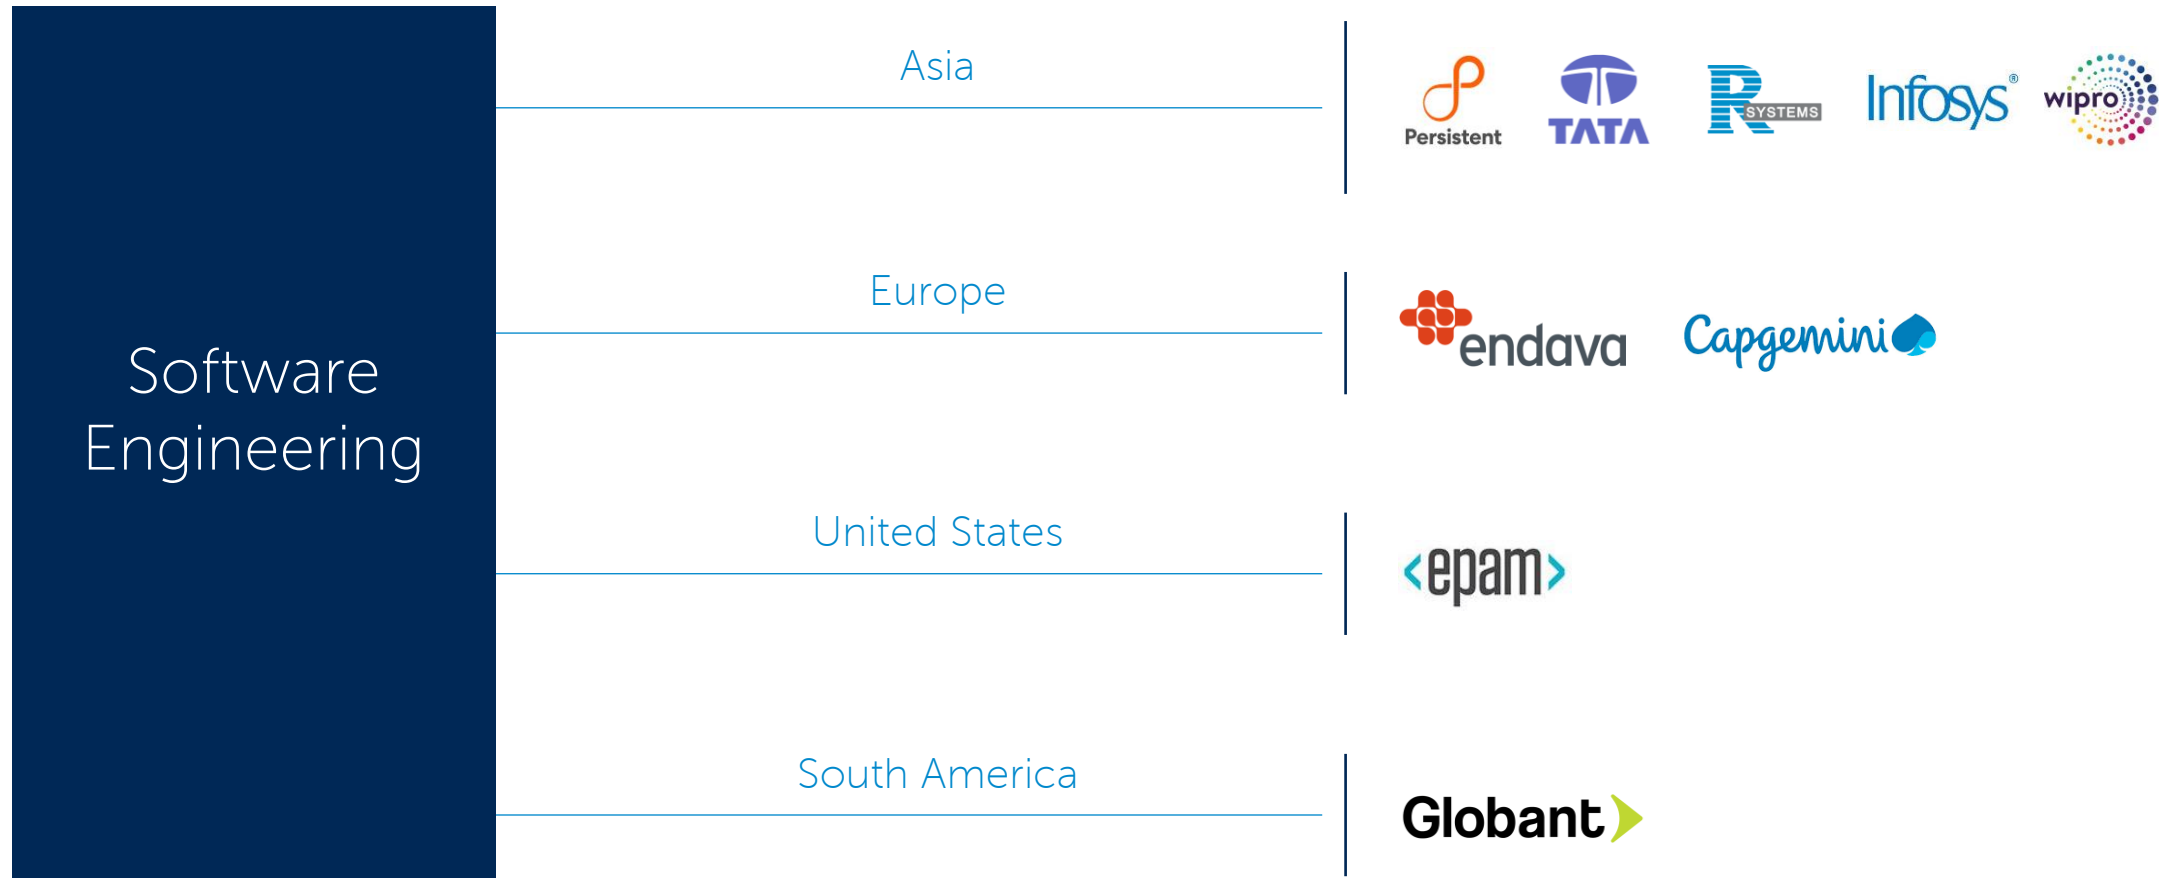 Software
Engineering
Asia
Persistent
TATA
R SYSTEMS
Infosys®
wipro
Europe
endava
Capgemini
United States
<epam>
South America
Globant